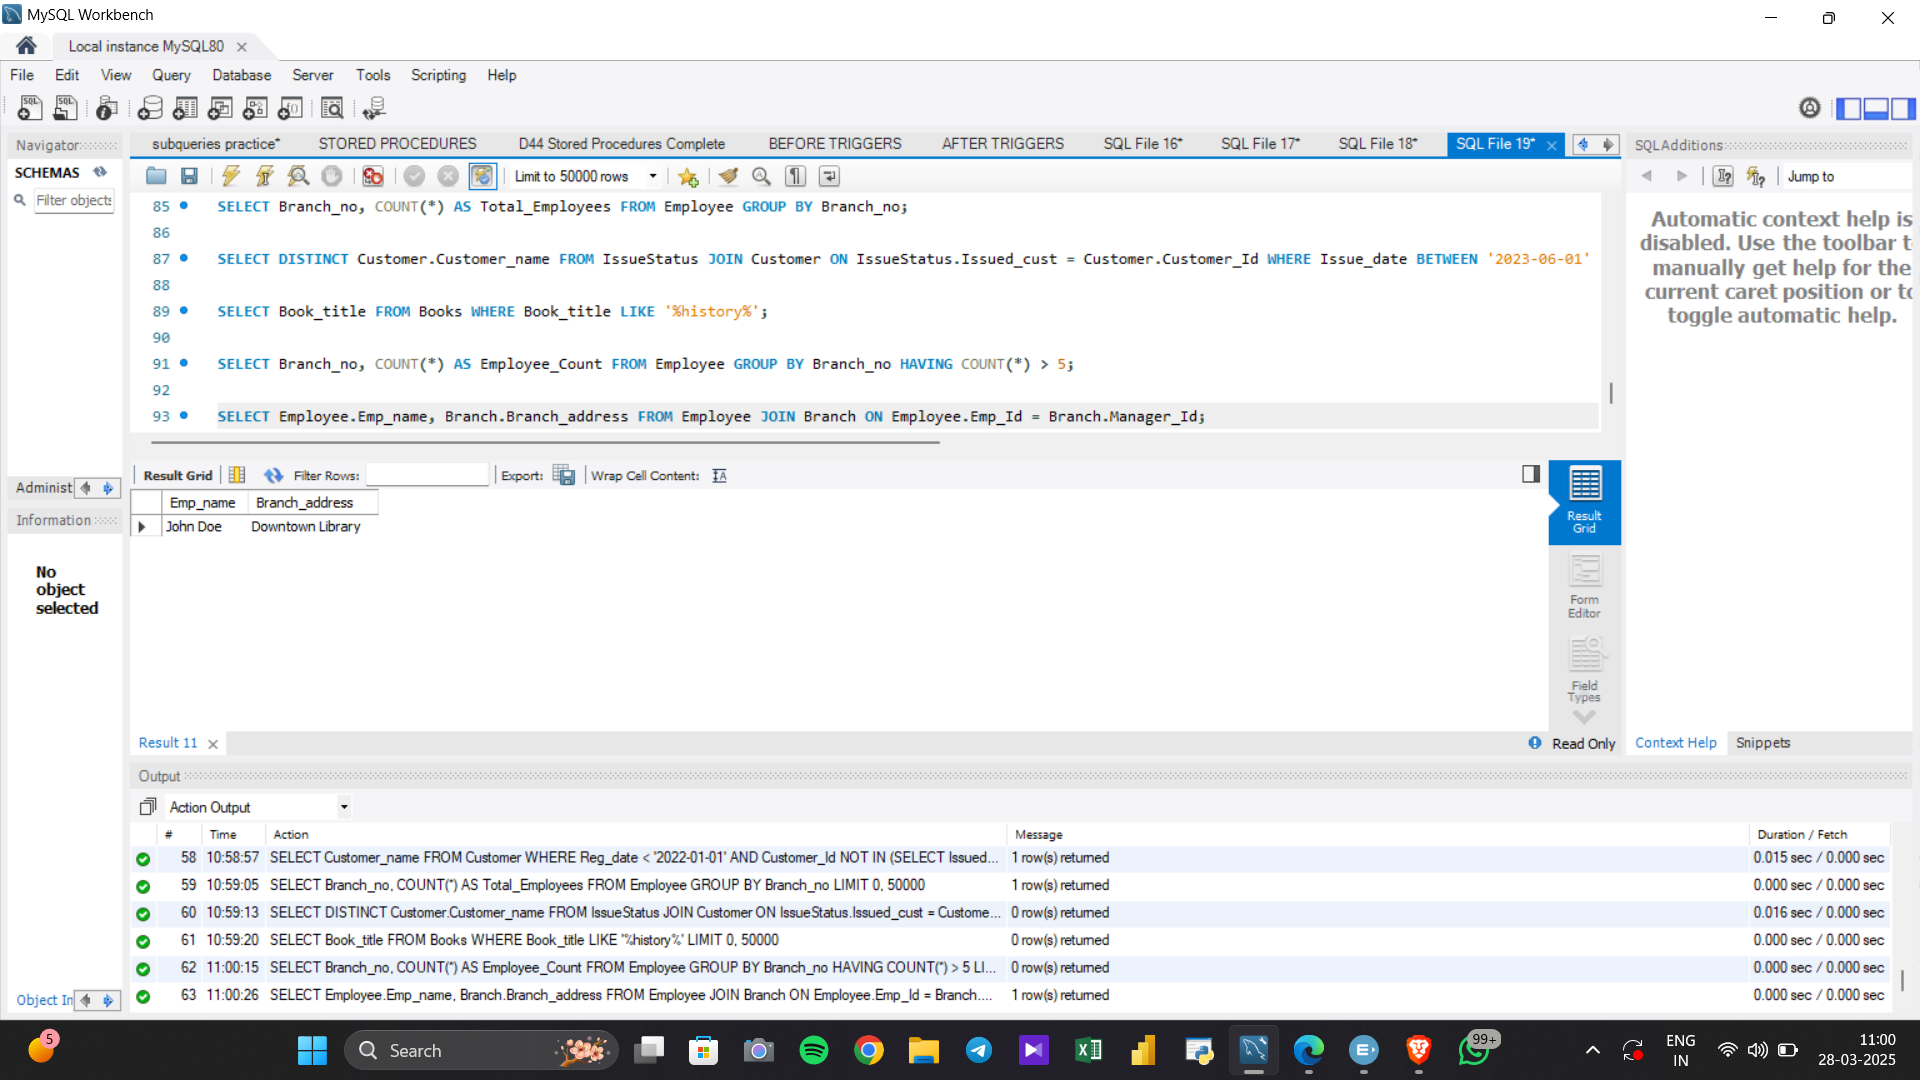 MySQL Workbench
Local instance MySQL80
File Edit View Query Database Server Tools Scripting Help
Navigator
subqueries practice* STORED PROCEDURES D44 Stored Procedures Complete BEFORE TRIGGERS AFTER TRIGGERS SQL File 16* SQL File 17* SQL File 18* SQL File 19*
SQLAdditions
SCHEMAS
Filter objects
Limit to 50000 rows
Jump to
85 SELECT Branch_no, COUNT(*) AS Total_Employees FROM Employee GROUP BY Branch_no;
86
87 SELECT DISTINCT Customer.Customer_name FROM IssueStatus JOIN Customer ON IssueStatus.Issued_cust = Customer.Customer_Id WHERE Issue_date BETWEEN '2023-06-01'
88
89 SELECT Book_title FROM Books WHERE Book_title LIKE '%history%';
90
91 SELECT Branch_no, COUNT(*) AS Employee_Count FROM Employee GROUP BY Branch_no HAVING COUNT(*) > 5;
92
93 SELECT Employee.Emp_name, Branch.Branch_address FROM Employee JOIN Branch ON Employee.Emp_Id = Branch.Manager_Id;
Automatic context help is
disabled. Use the toolbar t
manually get help for the
current caret position or to
toggle automatic help.
Administ
Information
No
object
selected
Object In
Result Grid Filter Rows: Export: Wrap Cell Content:
Emp_name Branch_address
John Doe Downtown Library
Result
Grid
Form
Editor
Field
Types
Result 11
Read Only
Context Help Snippets
Output
Action Output
# Time Action Message Duration / Fetch
58 10:58:57 SELECT Customer_name FROM Customer WHERE Reg_date < '2022-01-01' AND Customer_Id NOT IN (SELECT Issued... 1 row(s) returned 0.015 sec / 0.000 sec
59 10:59:05 SELECT Branch_no, COUNT(*) AS Total_Employees FROM Employee GROUP BY Branch_no LIMIT 0, 50000 1 row(s) returned 0.000 sec / 0.000 sec
60 10:59:13 SELECT DISTINCT Customer.Customer_name FROM IssueStatus JOIN Customer ON IssueStatus.Issued_cust = Custome... 0 row(s) returned 0.016 sec / 0.000 sec
61 10:59:20 SELECT Book_title FROM Books WHERE Book_title LIKE '%history%' LIMIT 0, 50000 0 row(s) returned 0.000 sec / 0.000 sec
62 11:00:15 SELECT Branch_no, COUNT(*) AS Employee_Count FROM Employee GROUP BY Branch_no HAVING COUNT(*) > 5 LI... 0 row(s) returned 0.000 sec / 0.000 sec
63 11:00:26 SELECT Employee.Emp_name, Branch.Branch_address FROM Employee JOIN Branch ON Employee.Emp_Id = Branch.... 1 row(s) returned 0.000 sec / 0.000 sec
5
Search
99+
ENG
IN
11:00
28-03-2025